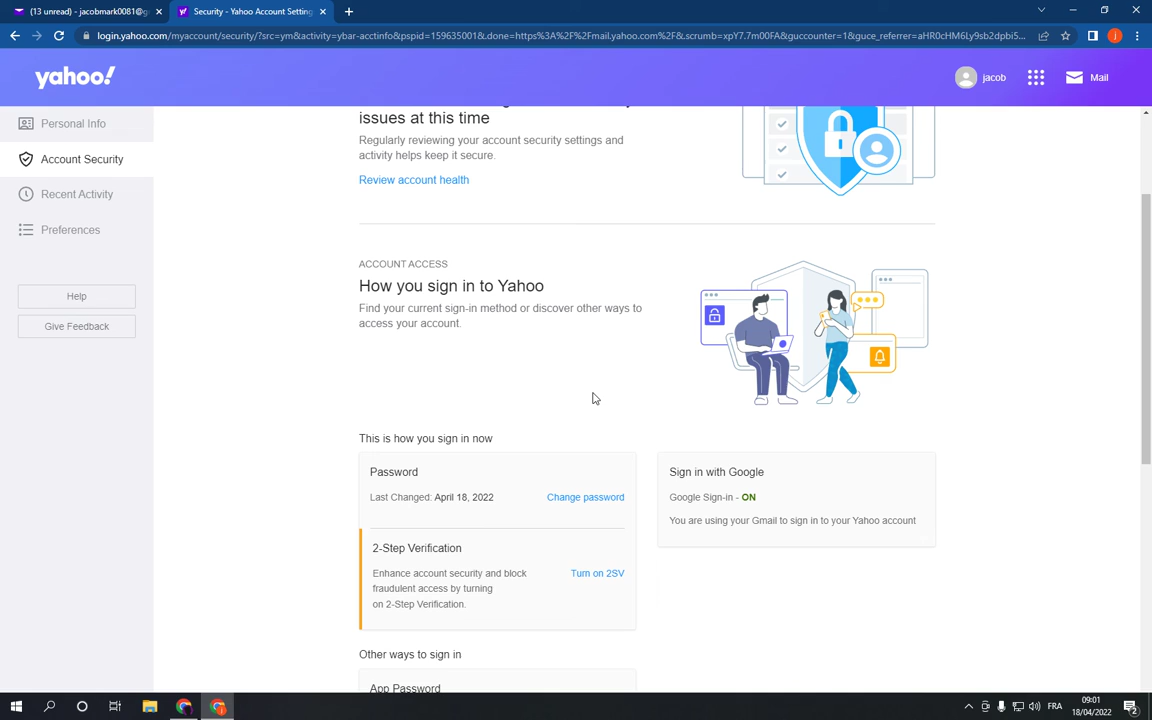 (13 unread) - jacobmark0081@g
Security - Yahoo Account Setting
login.yahoo.com/myaccount/security/?src=ym&activity=ybar-acctinfo&pspid=159635001&.done=https%3A%2F%2Fmail.yahoo.com%2F&.scrumb=xpY7.7m00FA&guccounter=1&guce_referrer=aHR0cHM6Ly9sb2dpbi5...
j
yahoo!
jacob
Mail
Personal Info
Account Security
Recent Activity
Preferences
Help
Give Feedback
issues at this time
Regularly reviewing your account security settings and
activity helps keep it secure.
Review account health
ACCOUNT ACCESS
How you sign in to Yahoo
Find your current sign-in method or discover other ways to
access your account.
This is how you sign in now
Password
Last Changed: April 18, 2022
Change password
2-Step Verification
Enhance account security and block
fraudulent access by turning
on 2-Step Verification.
Turn on 2SV
Sign in with Google
Google Sign-in - ON
You are using your Gmail to sign in to your Yahoo account
Other ways to sign in
App Password
FRA
09:01
18/04/2022
2